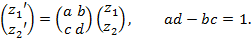 (z₁′ z₂′) = (a b c d)(z₁ z₂),  ad − bc = 1.